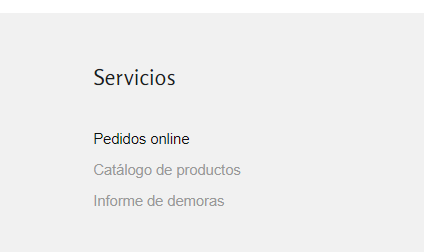 Servicios
Pedidos online
Catálogo de productos
Informe de demoras